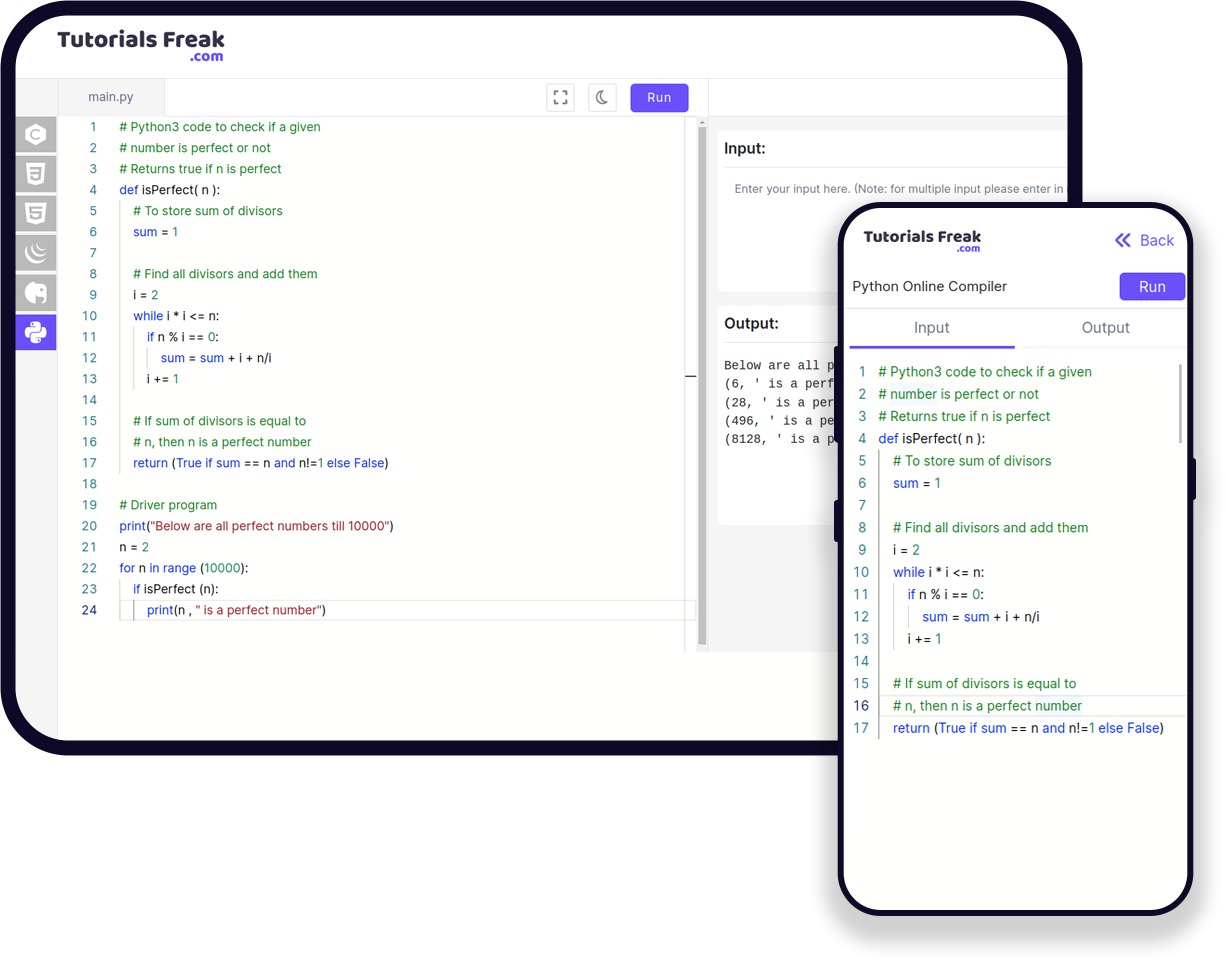 Tutorials Freak
.com
main.py
Run
1 # Python3 code to check if a given
2 # number is perfect or not
3 # Returns true if n is perfect
4 def isPerfect( n ):
5 # To store sum of divisors
6 sum = 1
7
8 # Find all divisors and add them
9 i = 2
10 while i * i <= n:
11 if n % i == 0:
12 sum = sum + i + n/i
13 i += 1
14
15 # If sum of divisors is equal to
16 # n, then n is a perfect number
17 return (True if sum == n and n!=1 else False)
18
19 # Driver program
20 print("Below are all perfect numbers till 10000")
21 n = 2
22 for n in range (10000):
23 if isPerfect (n):
24 print(n , " is a perfect number")
Input:
Enter your input here. (Note: for multiple input please enter in
Output:
Below are all p
(6, ' is a perf
(28, ' is a per
(496, ' is a pe
(8128, ' is a p
Tutorials Freak
.com
Back
Python Online Compiler
Run
Input Output
1 # Python3 code to check if a given
2 # number is perfect or not
3 # Returns true if n is perfect
4 def isPerfect( n ):
5 # To store sum of divisors
6 sum = 1
7
8 # Find all divisors and add them
9 i = 2
10 while i * i <= n:
11 if n % i == 0:
12 sum = sum + i + n/i
13 i += 1
14
15 # If sum of divisors is equal to
16 # n, then n is a perfect number
17 return (True if sum == n and n!=1 else False)